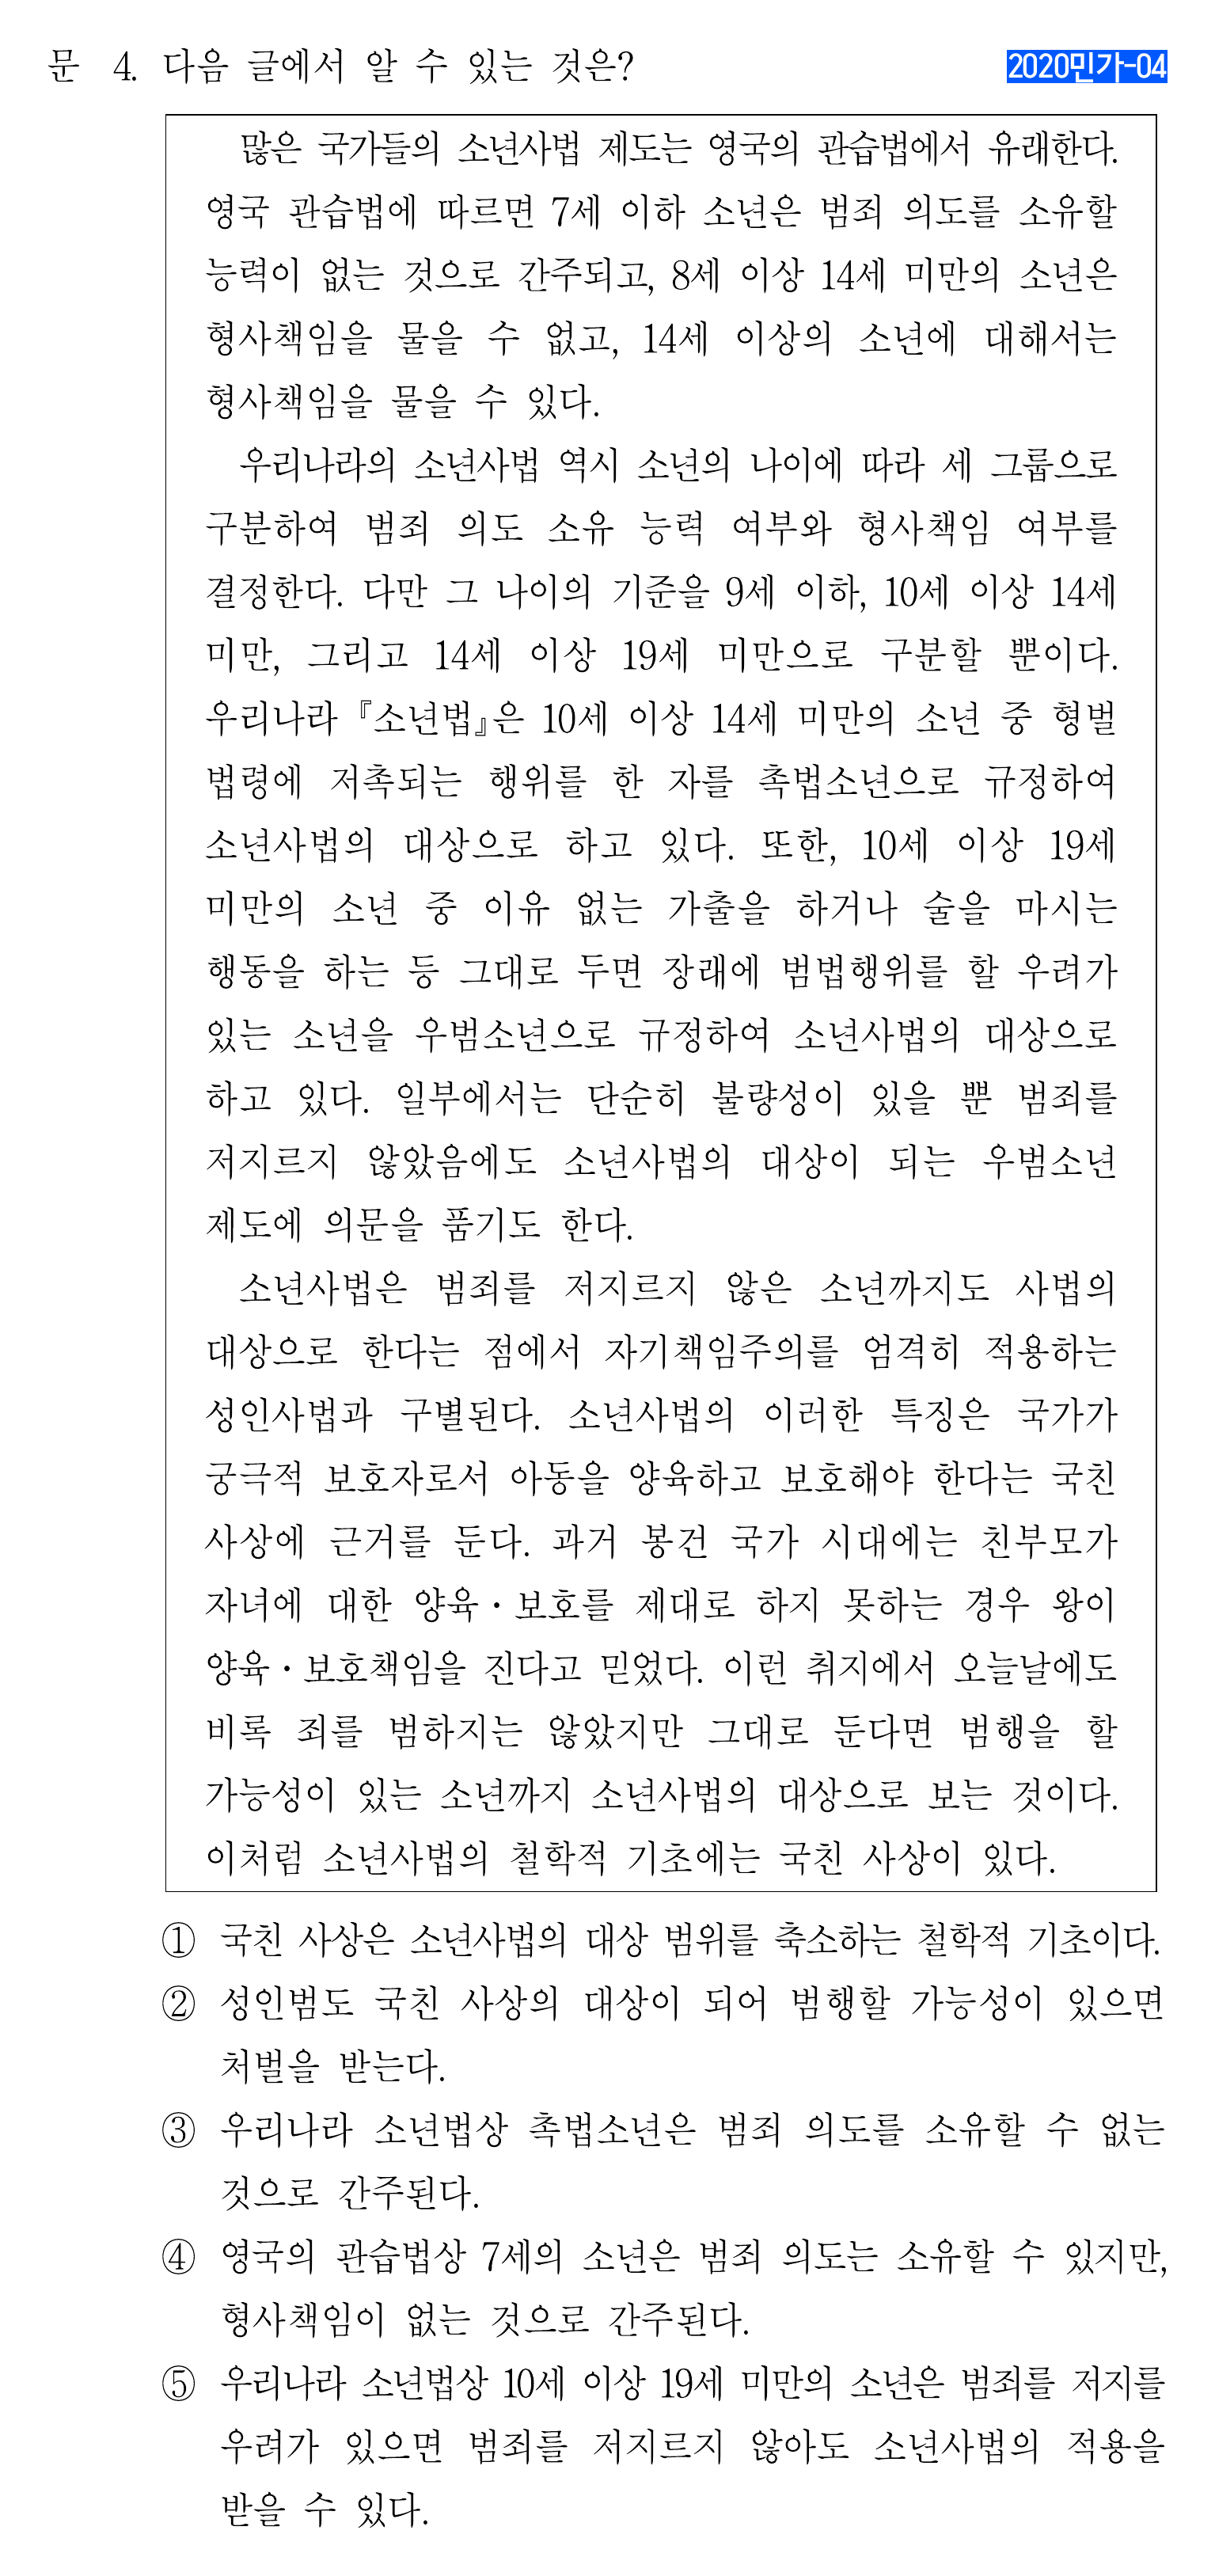 문 4. 다음 글에서 알 수 있는 것은?
2020민가-04
많은 국가들의 소년사법 제도는 영국의 관습법에서 유래한다.
영국 관습법에 따르면 7세 이하 소년은 범죄 의도를 소유할
능력이 없는 것으로 간주되고, 8세 이상 14세 미만의 소년은
형사책임을 물을 수 없고, 14세 이상의 소년에 대해서는
형사책임을 물을 수 있다.
우리나라의 소년사법 역시 소년의 나이에 따라 세 그룹으로
구분하여 범죄 의도 소유 능력 여부와 형사책임 여부를
결정한다. 다만 그 나이의 기준을 9세 이하, 10세 이상 14세
미만, 그리고 14세 이상 19세 미만으로 구분할 뿐이다.
우리나라 『소년법』은 10세 이상 14세 미만의 소년 중 형벌
법령에 저촉되는 행위를 한 자를 촉법소년으로 규정하여
소년사법의 대상으로 하고 있다. 또한, 10세 이상 19세
미만의 소년 중 이유 없는 가출을 하거나 술을 마시는
행동을 하는 등 그대로 두면 장래에 범법행위를 할 우려가
있는 소년을 우범소년으로 규정하여 소년사법의 대상으로
하고 있다. 일부에서는 단순히 불량성이 있을 뿐 범죄를
저지르지 않았음에도 소년사법의 대상이 되는 우범소년
제도에 의문을 품기도 한다.
소년사법은 범죄를 저지르지 않은 소년까지도 사법의
대상으로 한다는 점에서 자기책임주의를 엄격히 적용하는
성인사법과 구별된다. 소년사법의 이러한 특징은 국가가
궁극적 보호자로서 아동을 양육하고 보호해야 한다는 국친
사상에 근거를 둔다. 과거 봉건 국가 시대에는 친부모가
자녀에 대한 양육·보호를 제대로 하지 못하는 경우 왕이
양육·보호책임을 진다고 믿었다. 이런 취지에서 오늘날에도
비록 죄를 범하지는 않았지만 그대로 둔다면 범행을 할
가능성이 있는 소년까지 소년사법의 대상으로 보는 것이다.
이처럼 소년사법의 철학적 기초에는 국친 사상이 있다.
① 국친 사상은 소년사법의 대상 범위를 축소하는 철학적 기초이다.
② 성인범도 국친 사상의 대상이 되어 범행할 가능성이 있으면
처벌을 받는다.
③ 우리나라 소년법상 촉법소년은 범죄 의도를 소유할 수 없는
것으로 간주된다.
④ 영국의 관습법상 7세의 소년은 범죄 의도는 소유할 수 있지만,
형사책임이 없는 것으로 간주된다.
⑤ 우리나라 소년법상 10세 이상 19세 미만의 소년은 범죄를 저지를
우려가 있으면 범죄를 저지르지 않아도 소년사법의 적용을
받을 수 있다.